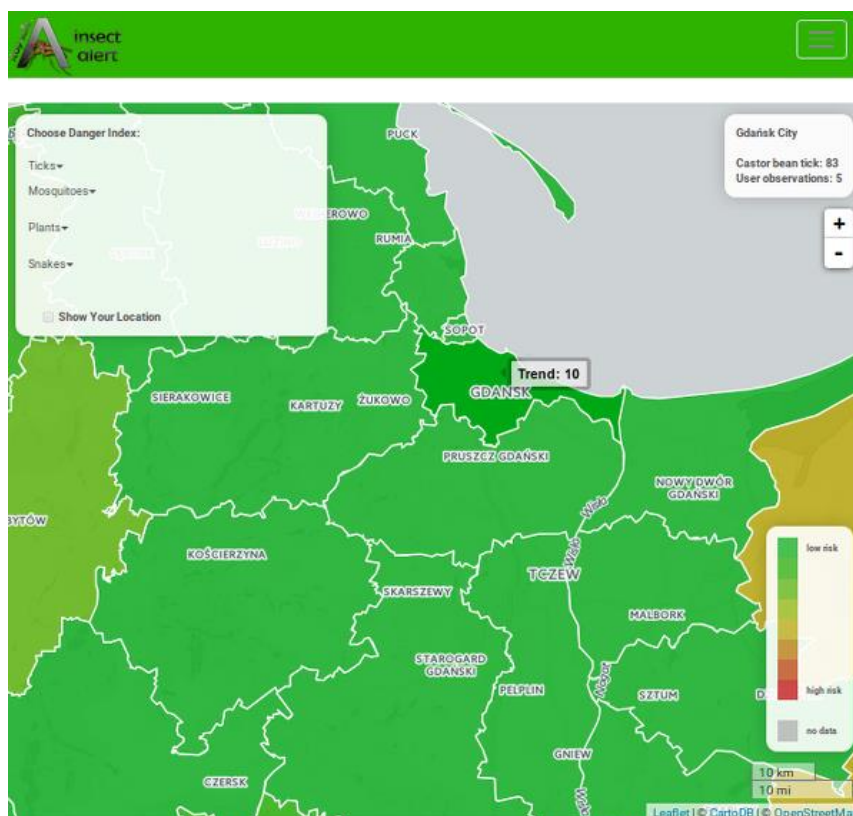 insect
alert
Choose Danger Index:
Ticks
Mosquitoes
Plants
Snakes
Show Your Location
Gdańsk City
Castor bean tick: 83
User observations: 5
+
-
PUCK
RUMIA
SOPOT
Trend: 10
GDAŃSK
SIERAKOWICE
KARTUZY
ŻUKOWO
PRUSZCZ GDAŃSKI
NOWY DWÓR
GDAŃSKI
Wisła
BYTÓW
KOŚCIERZYNA
TCZEW
Wisła
SKARSZEWY
MALBORK
STAROGARD
GDAŃSKI
PELPLIN
Nogat
SZTUM
GNIEW
CZERSK
low risk
high risk
no data
10 km
10 mi
Leaflet | © CartoDB | © OpenStreetMa